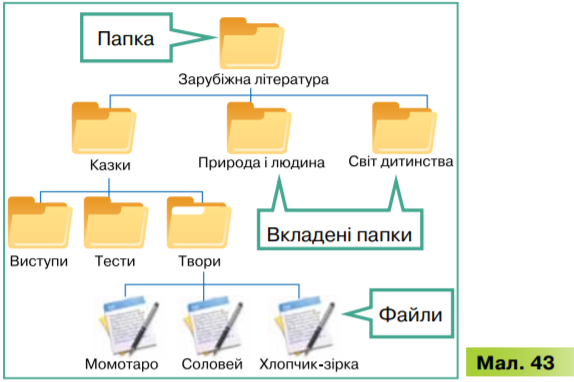 Папка
Зарубіжна література
Казки
Природа і людина
Світ дитинства
Вкладені папки
Виступи
Тести
Твори
Файли
Момотаро
Соловей
Хлопчик-зірка
Мал. 43